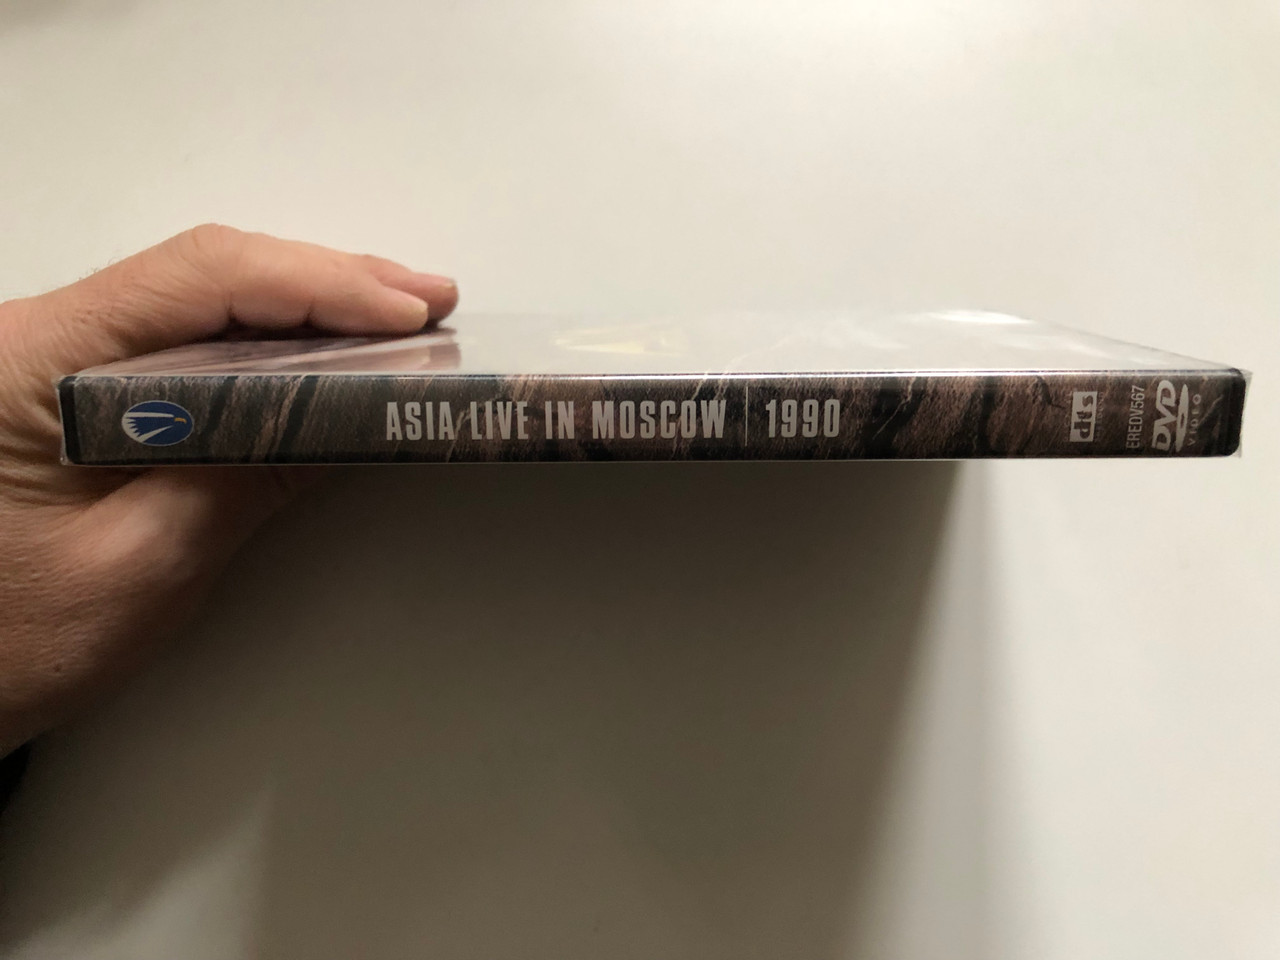 ASIA LIVE IN MOSCOW | 1990
dts
EREDV567
DVD
VIDEO